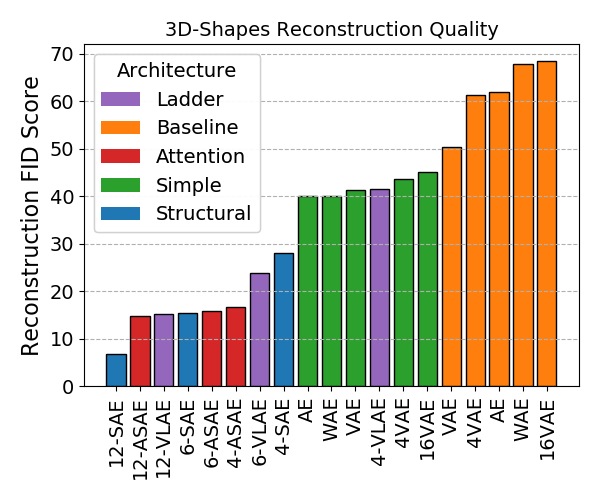 3D-Shapes Reconstruction Quality
Reconstruction FID Score
70
60
50
40
30
20
10
0
Architecture
Ladder
Baseline
Attention
Simple
Structural
12-SAE
12-ASAE
12-VLAE
6-SAE
6-ASAE
4-ASAE
6-VLAE
4-SAE
AE
WAE
VAE
4-VLAE
4VAE
16VAE
VAE
4VAE
AE
WAE
16VAE